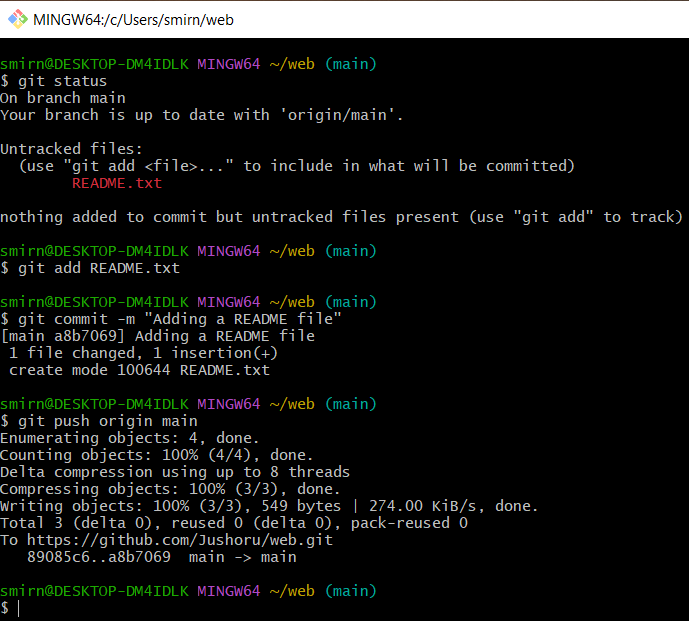 MINGW64:/c/Users/smirn/web
smirn@DESKTOP-DM4IDLK MINGW64 ~/web (main)
$ git status
On branch main
Your branch is up to date with 'origin/main'.
Untracked files:
  (use "git add <file>..." to include in what will be committed)
        README.txt
nothing added to commit but untracked files present (use "git add" to track)
smirn@DESKTOP-DM4IDLK MINGW64 ~/web (main)
$ git add README.txt
smirn@DESKTOP-DM4IDLK MINGW64 ~/web (main)
$ git commit -m "Adding a README file"
[main a8b7069] Adding a README file
 1 file changed, 1 insertion(+)
 create mode 100644 README.txt
smirn@DESKTOP-DM4IDLK MINGW64 ~/web (main)
$ git push origin main
Enumerating objects: 4, done.
Counting objects: 100% (4/4), done.
Delta compression using up to 8 threads
Compressing objects: 100% (3/3), done.
Writing objects: 100% (3/3), 549 bytes | 274.00 KiB/s, done.
Total 3 (delta 0), reused 0 (delta 0), pack-reused 0
To https://github.com/Jushoru/web.git
   89085c6..a8b7069  main -> main
smirn@DESKTOP-DM4IDLK MINGW64 ~/web (main)
$